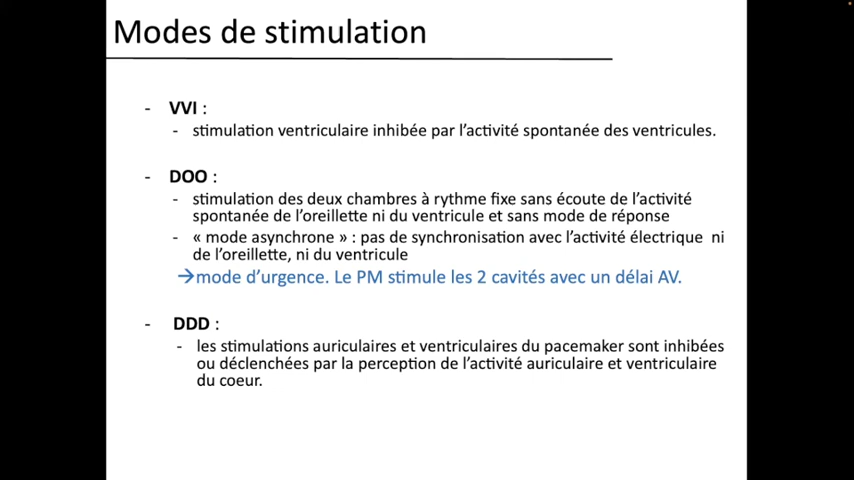 Modes de stimulation
- VVI :
- stimulation ventriculaire inhibée par l'activité spontanée des ventricules.
- DOO :
- stimulation des deux chambres à rythme fixe sans écoute de l'activité
spontanée de l'oreillette ni du ventricule et sans mode de réponse
- « mode asynchrone » : pas de synchronisation avec l'activité électrique ni
de l'oreillette, ni du ventricule
→mode d'urgence. Le PM stimule les 2 cavités avec un délai AV.
- DDD :
- les stimulations auriculaires et ventriculaires du pacemaker sont inhibées
ou déclenchées par la perception de l'activité auriculaire et ventriculaire
du coeur.